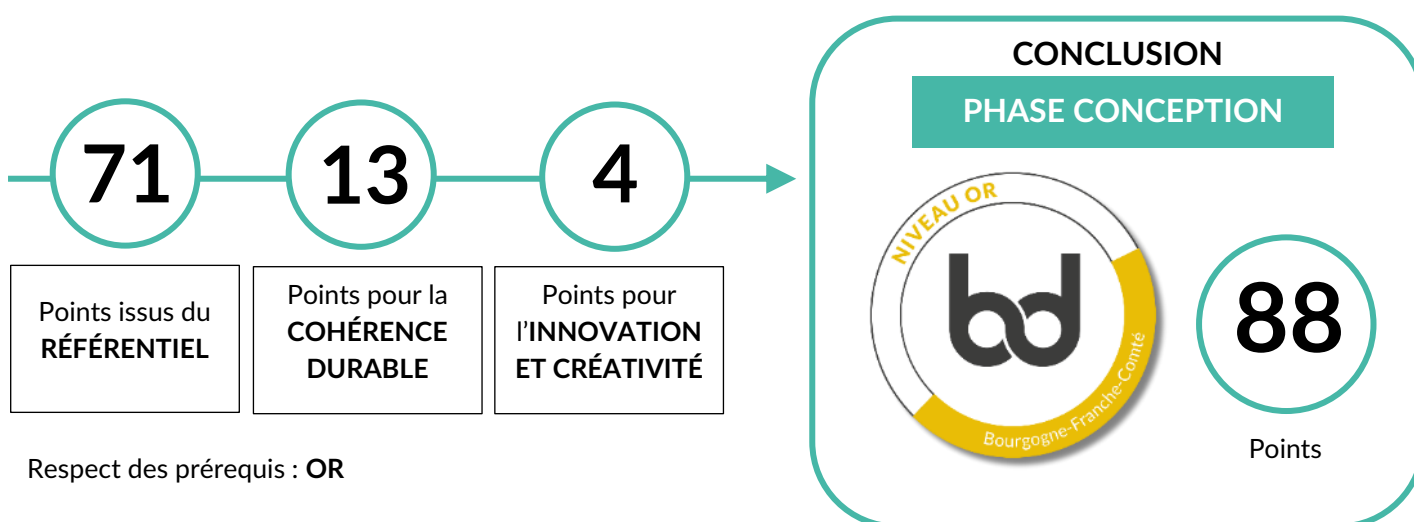 71
Points issus du
RÉFÉRENTIEL
13
Points pour la
COHÉRENCE
DURABLE
4
Points pour
l'INNOVATION
ET CRÉATIVITÉ
Respect des prérequis : OR
CONCLUSION
PHASE CONCEPTION
NIVEAU OR
bd
Bourgogne-Franche-Comté
88
Points